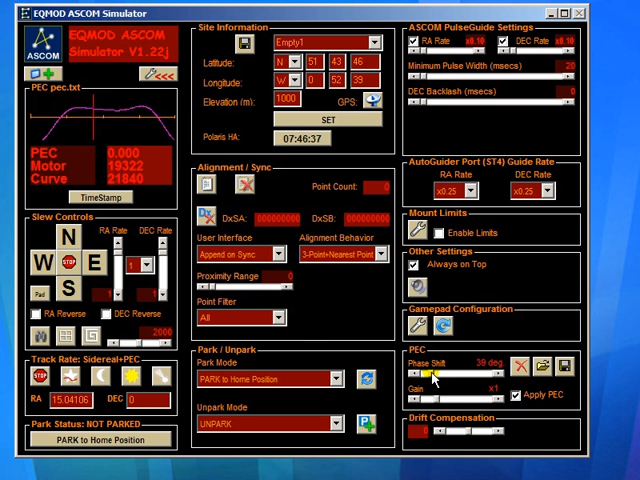 EQMOD ASCOM Simulator
ASCOM
EQMOD ASCOM
Simulator V1.22j
<<<
PEC pec.txt
PEC 0.000
Motor 19322
Curve 21840
TimeStamp
Slew Controls
N
W STOP E
S
RA Rate DEC Rate
1
Pad
1 1
RA Reverse DEC Reverse
2000
Track Rate: Sidereal+PEC
STOP
RA 15.04106 DEC 0
Park Status: NOT PARKED
PARK to Home Position
Site Information
Empty1
Latitude: N 51 43 46
Longitude: W 0 52 39
Elevation (m): 1000 GPS:
SET
Polaris HA:
07:46:37
Alignment / Sync
Point Count: 0
DxSA: 000000000 DxSB: 000000000
User Interface Alignment Behavior
Append on Sync 3-Point+Nearest Point
Proximity Range 0
Point Filter
All
Park / Unpark
Park Mode
PARK to Home Position
Unpark Mode
UNPARK
P
ASCOM PulseGuide Settings
RA Rate x0.10 DEC Rate x0.10
Minimum Pulse Width (msecs) 20
DEC Backlash (msecs) 0
AutoGuider Port (ST4) Guide Rate
RA Rate DEC Rate
x0.25 x0.25
Mount Limits
Enable Limits
Other Settings
Always on Top
Gamepad Configuration
PEC
Phase Shift 39 deg.
Gain x1
Apply PEC
Drift Compensation
0